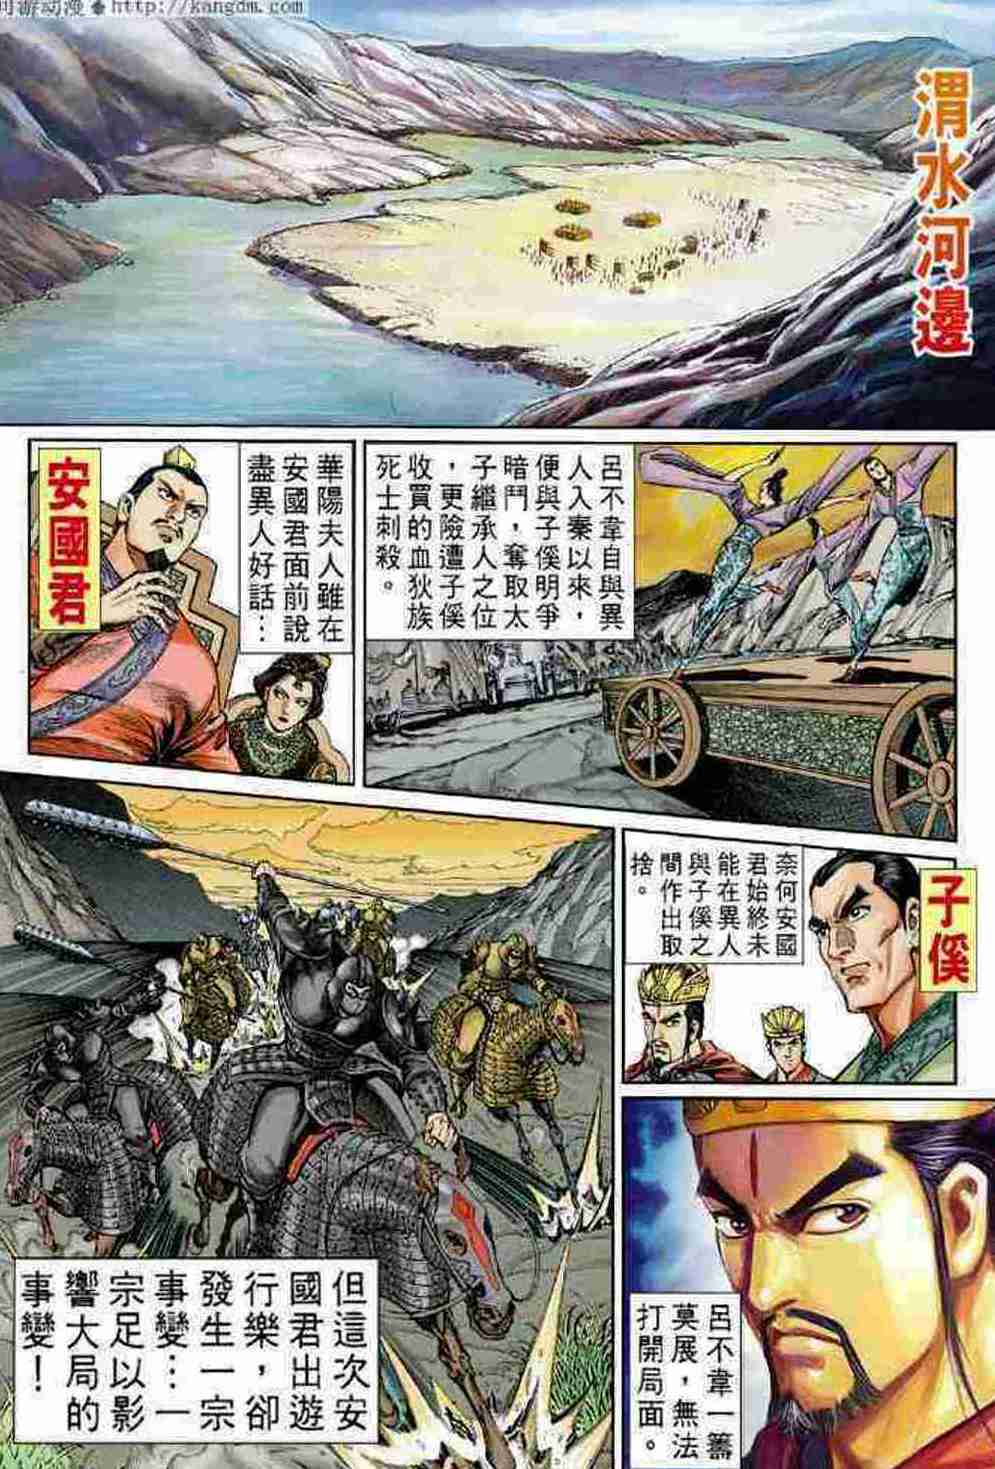 动漫◆http://kangdm.com
渭水河邊
呂不韋自與異
人入秦以來，
便與子傒明爭
暗鬥，奪取太
子繼承人之位
，更險遭子傒
收買的血狄族
死士刺殺。
華陽夫人雖在
安國君面前說
盡異人好話…
安國君
子傒
奈何安國
君始終未
能在異人
與子傒之
間作出取
捨。
呂不韋一籌
莫展，無法
打開局面。
但這次安
國君出遊
行樂，卻
發生一宗
事變…一
宗足以影
響大局的
事變！